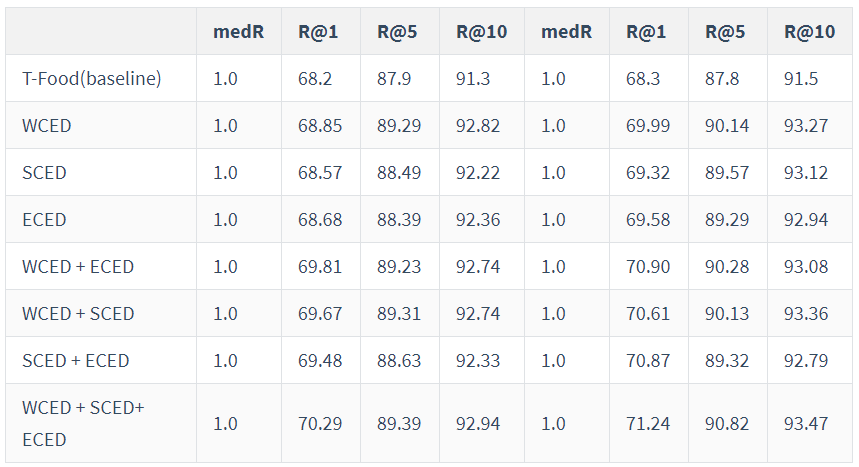 medR R@1 R@5 R@10 medR R@1 R@5 R@10
T-Food(baseline) 1.0 68.2 87.9 91.3 1.0 68.3 87.8 91.5
WCED 1.0 68.85 89.29 92.82 1.0 69.99 90.14 93.27
SCED 1.0 68.57 88.49 92.22 1.0 69.32 89.57 93.12
ECED 1.0 68.68 88.39 92.36 1.0 69.58 89.29 92.94
WCED + ECED 1.0 69.81 89.23 92.74 1.0 70.90 90.28 93.08
WCED + SCED 1.0 69.67 89.31 92.74 1.0 70.61 90.13 93.36
SCED + ECED 1.0 69.48 88.63 92.33 1.0 70.87 89.32 92.79
WCED + SCED+
ECED 1.0 70.29 89.39 92.94 1.0 71.24 90.82 93.47